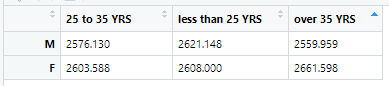 25 to 35 YRS less than 25 YRS over 35 YRS
M 2576.130 2621.148 2559.959
F 2603.588 2608.000 2661.598